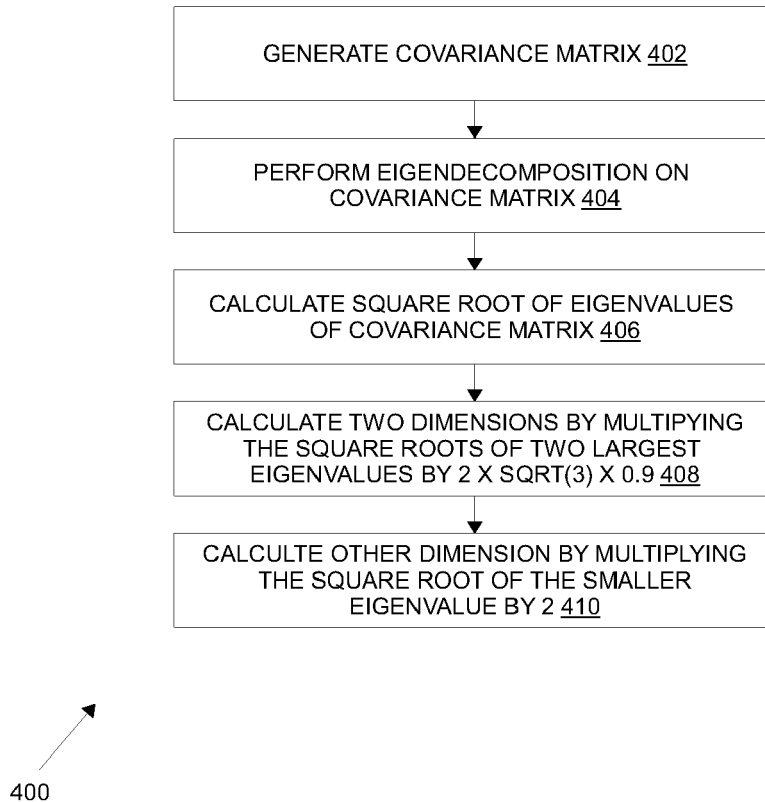 GENERATE COVARIANCE MATRIX 402
PERFORM EIGENDECOMPOSITION ON
COVARIANCE MATRIX 404
CALCULATE SQUARE ROOT OF EIGENVALUES
OF COVARIANCE MATRIX 406
CALCULATE TWO DIMENSIONS BY MULTIPYING
THE SQUARE ROOTS OF TWO LARGEST
EIGENVALUES BY 2 X SQRT(3) X 0.9 408
CALCULTE OTHER DIMENSION BY MULTIPLYING
THE SQUARE ROOT OF THE SMALLER
EIGENVALUE BY 2 410
400